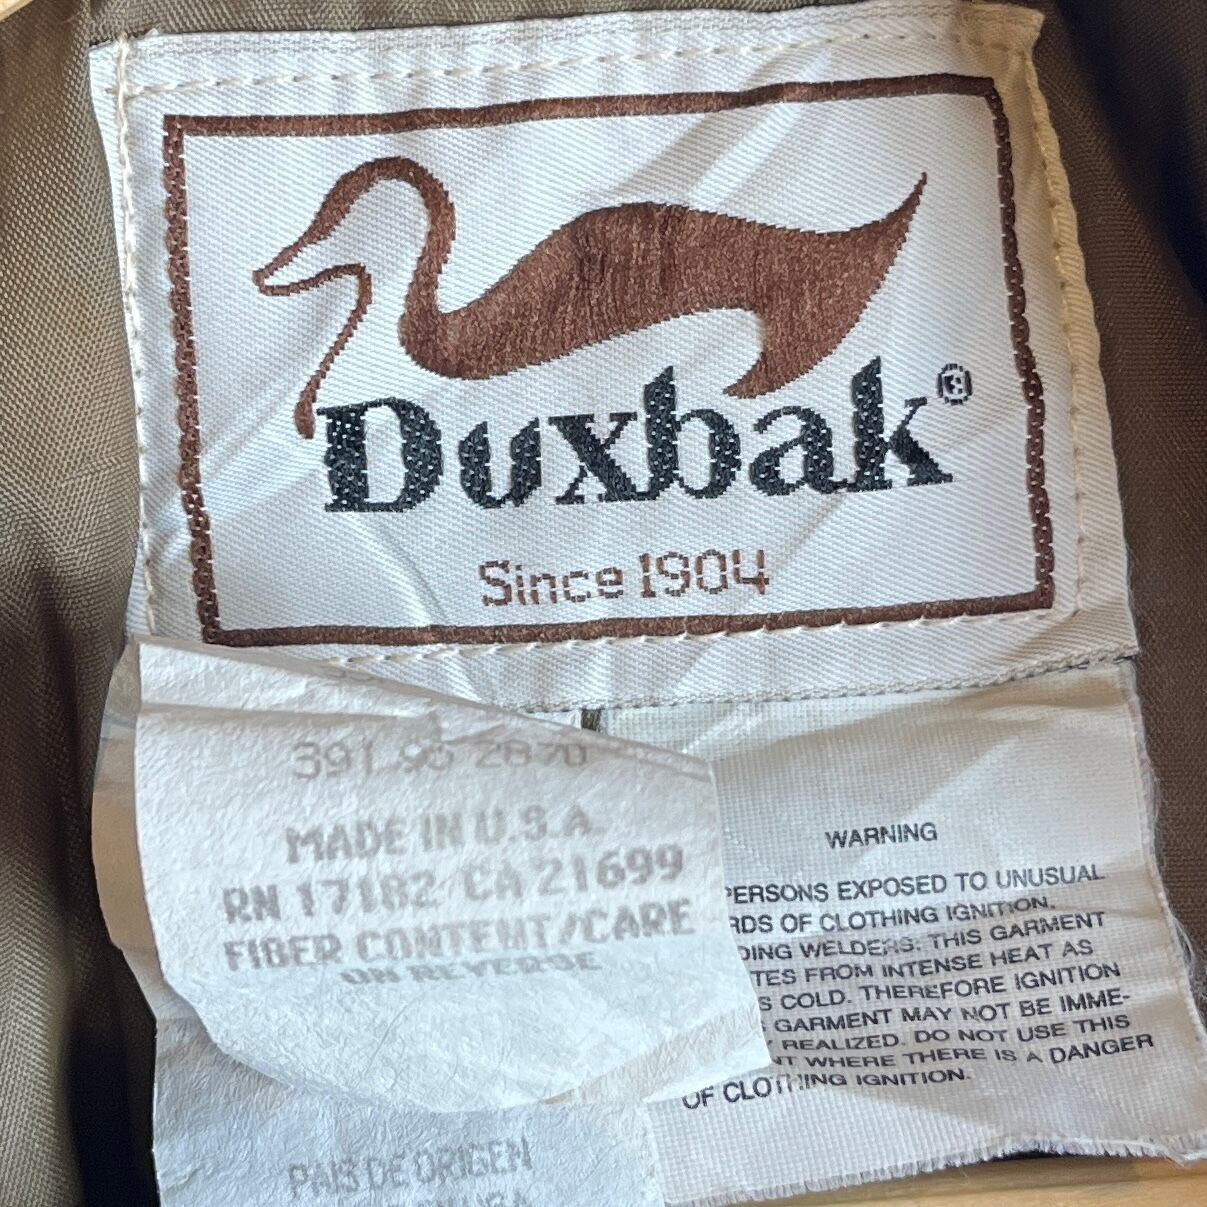 Duxbak®
Since 1904
391 95 2870
MADE IN U.S.A.
RN 17182 CA 21699
FIBER CONTENT/CARE
ON REVERSE
PAIS DE ORIGEN
WARNING
PERSONS EXPOSED TO UNUSUAL
RDS OF CLOTHING IGNITION.
DING WELDERS: THIS GARMENT
TES FROM INTENSE HEAT AS
S COLD. THEREFORE IGNITION
GARMENT MAY NOT BE IMME-
REALIZED. DO NOT USE THIS
NT WHERE THERE IS A DANGER
OF CLOTHING IGNITION.